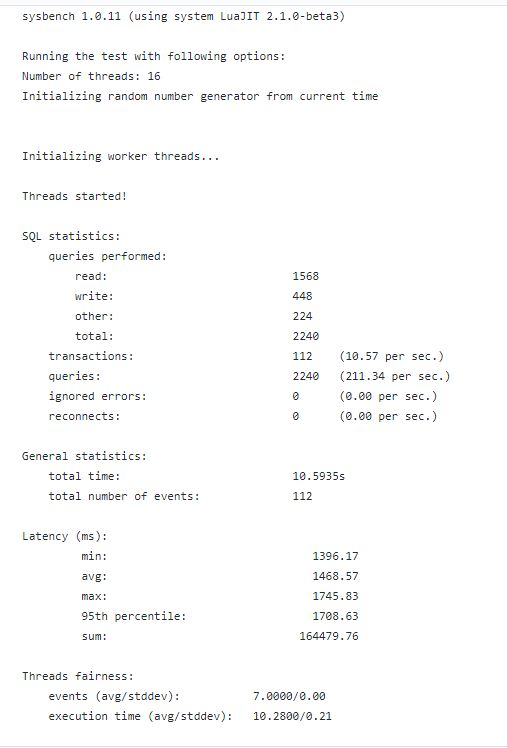 sysbench 1.0.11 (using system LuaJIT 2.1.0-beta3)
Running the test with following options:
Number of threads: 16
Initializing random number generator from current time
Initializing worker threads...
Threads started!
SQL statistics:
queries performed:
read: 1568
write: 448
other: 224
total: 2240
transactions: 112 (10.57 per sec.)
queries: 2240 (211.34 per sec.)
ignored errors: 0 (0.00 per sec.)
reconnects: 0 (0.00 per sec.)
General statistics:
total time: 10.5935s
total number of events: 112
Latency (ms):
min: 1396.17
avg: 1468.57
max: 1745.83
95th percentile: 1708.63
sum: 164479.76
Threads fairness:
events (avg/stddev): 7.0000/0.00
execution time (avg/stddev): 10.2800/0.21